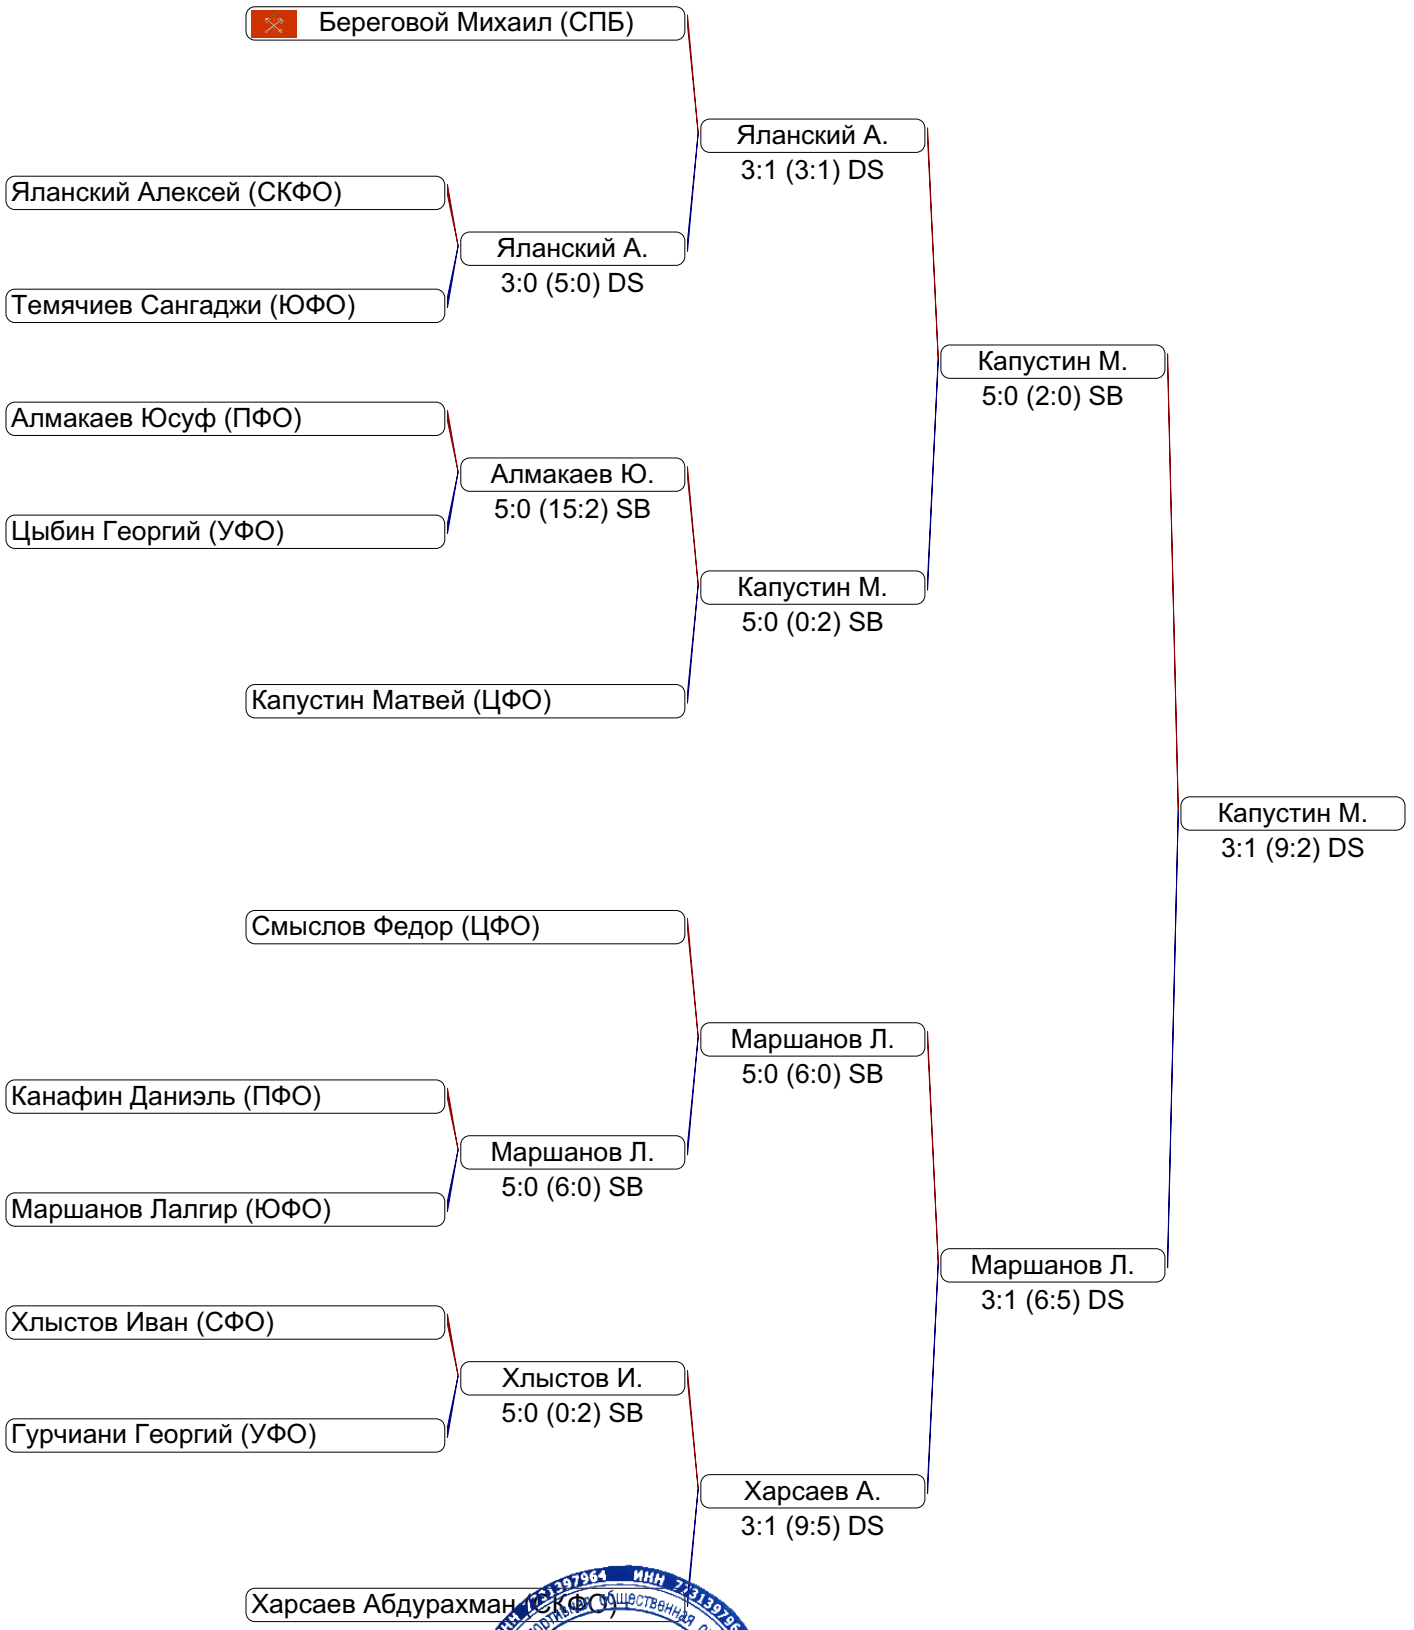 Береговой Михаил (СПБ)
Яланский А.
3:1 (3:1) DS
Яланский Алексей (СКФО)
Яланский А.
3:0 (5:0) DS
Темячиев Сангаджи (ЮФО)
Капустин М.
5:0 (2:0) SB
Алмакаев Юсуф (ПФО)
Алмакаев Ю.
5:0 (15:2) SB
Цыбин Георгий (УФО)
Капустин М.
5:0 (0:2) SB
Капустин Матвей (ЦФО)
Капустин М.
3:1 (9:2) DS
Смыслов Федор (ЦФО)
Маршанов Л.
5:0 (6:0) SB
Канафин Даниэль (ПФО)
Маршанов Л.
5:0 (6:0) SB
Маршанов Лалгир (ЮФО)
Маршанов Л.
3:1 (6:5) DS
Хлыстов Иван (СФО)
Хлыстов И.
5:0 (0:2) SB
Гурчиани Георгий (УФО)
Харсаев А.
3:1 (9:5) DS
Харсаев Абдурахман (СКФО)
ИНН
общественная